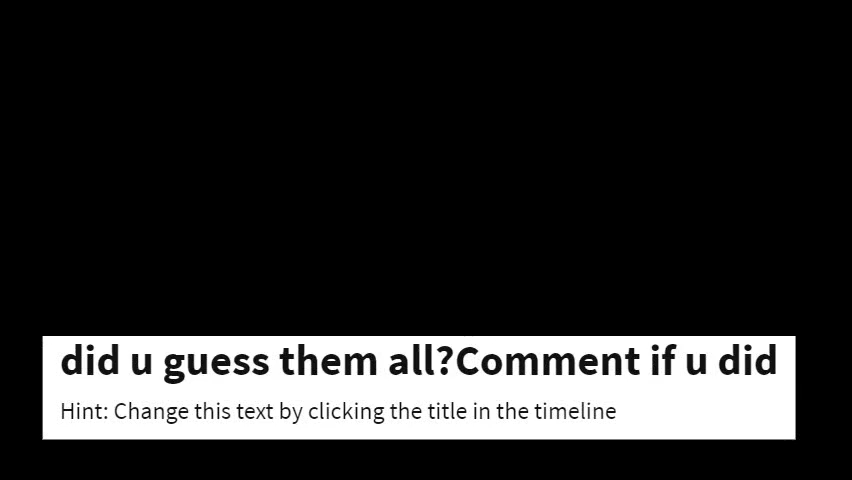 did u guess them all?Comment if u did
Hint: Change this text by clicking the title in the timeline